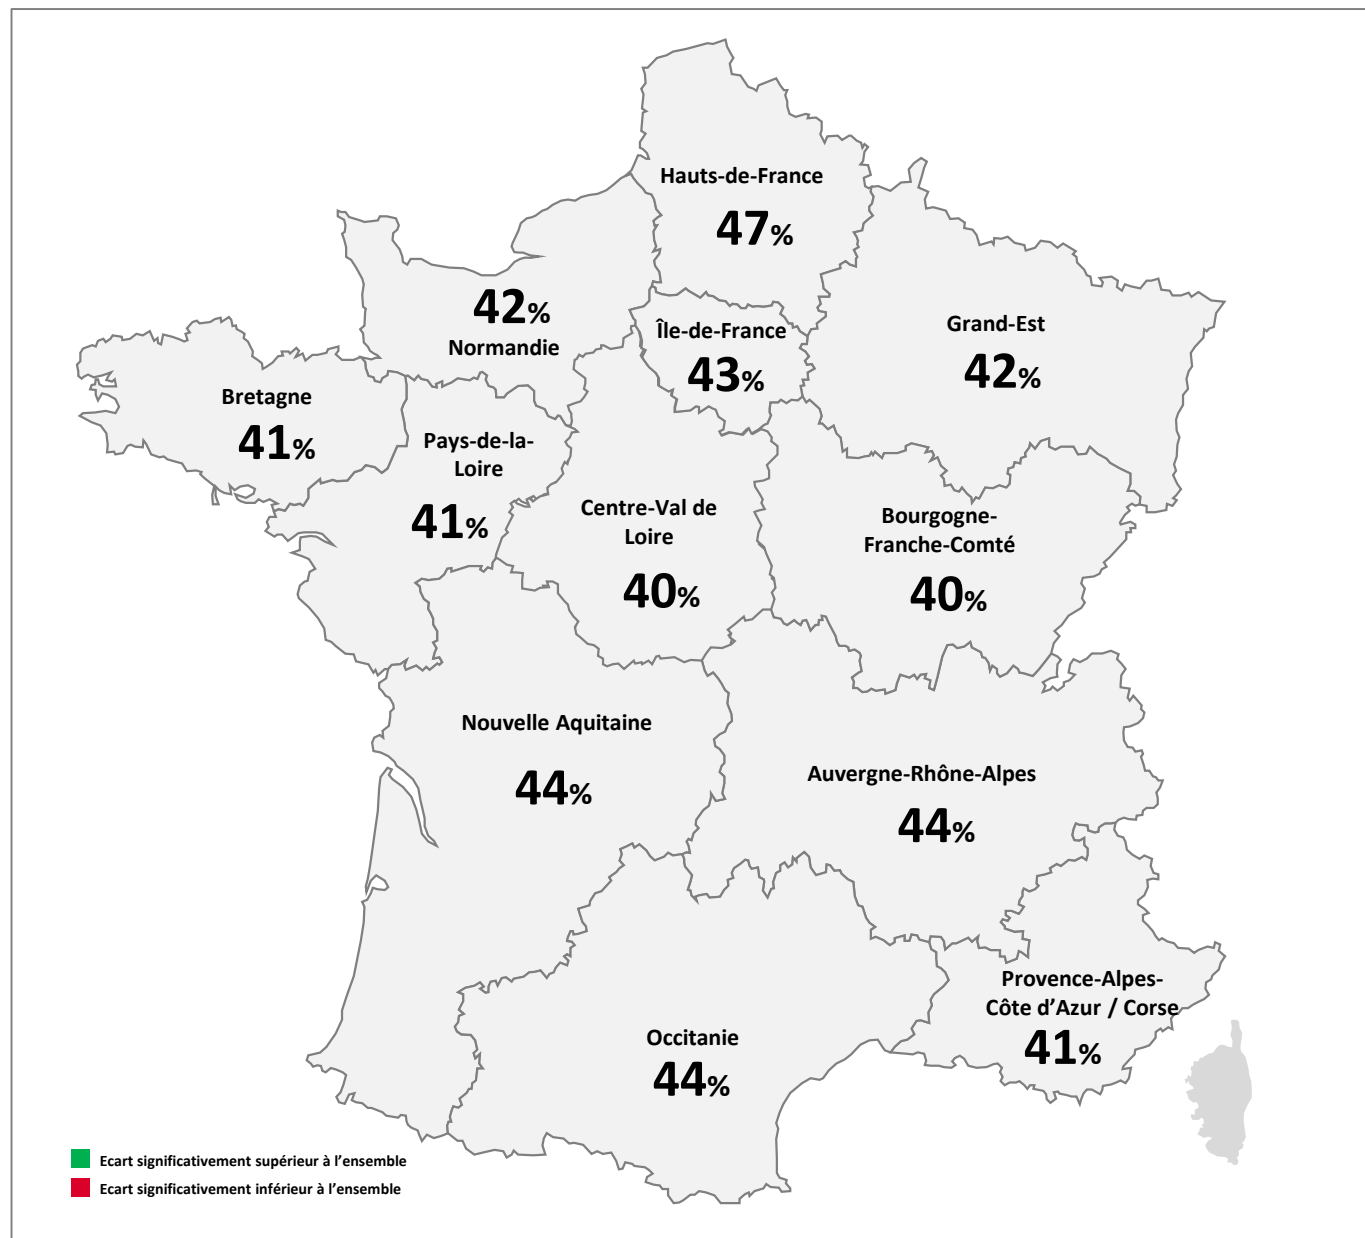 Hauts-de-France
47%
42%
Normandie
Île-de-France
43%
Grand-Est
42%
Bretagne
41%
Pays-de-la-
Loire
41%
Centre-Val de
Loire
40%
Bourgogne-
Franche-Comté
40%
Nouvelle Aquitaine
44%
Auvergne-Rhône-Alpes
44%
Provence-Alpes-
Côte d’Azur / Corse
41%
Occitanie
44%
Ecart significativement supérieur à l’ensemble
Ecart significativement inférieur à l’ensemble